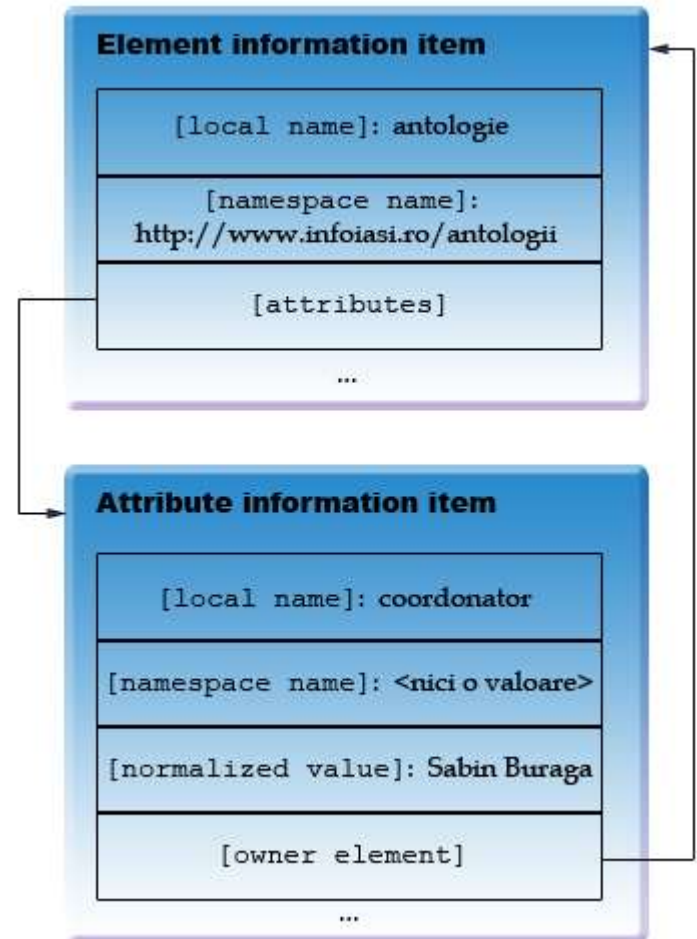 Element information item
[local name]: antologie
[namespace name]:
http://www.infoiasi.ro/antologii
[attributes]
...
Attribute information item
[local name]: coordonator
[namespace name]: <nici o valoare>
[normalized value]: Sabin Buraga
[owner element]
...